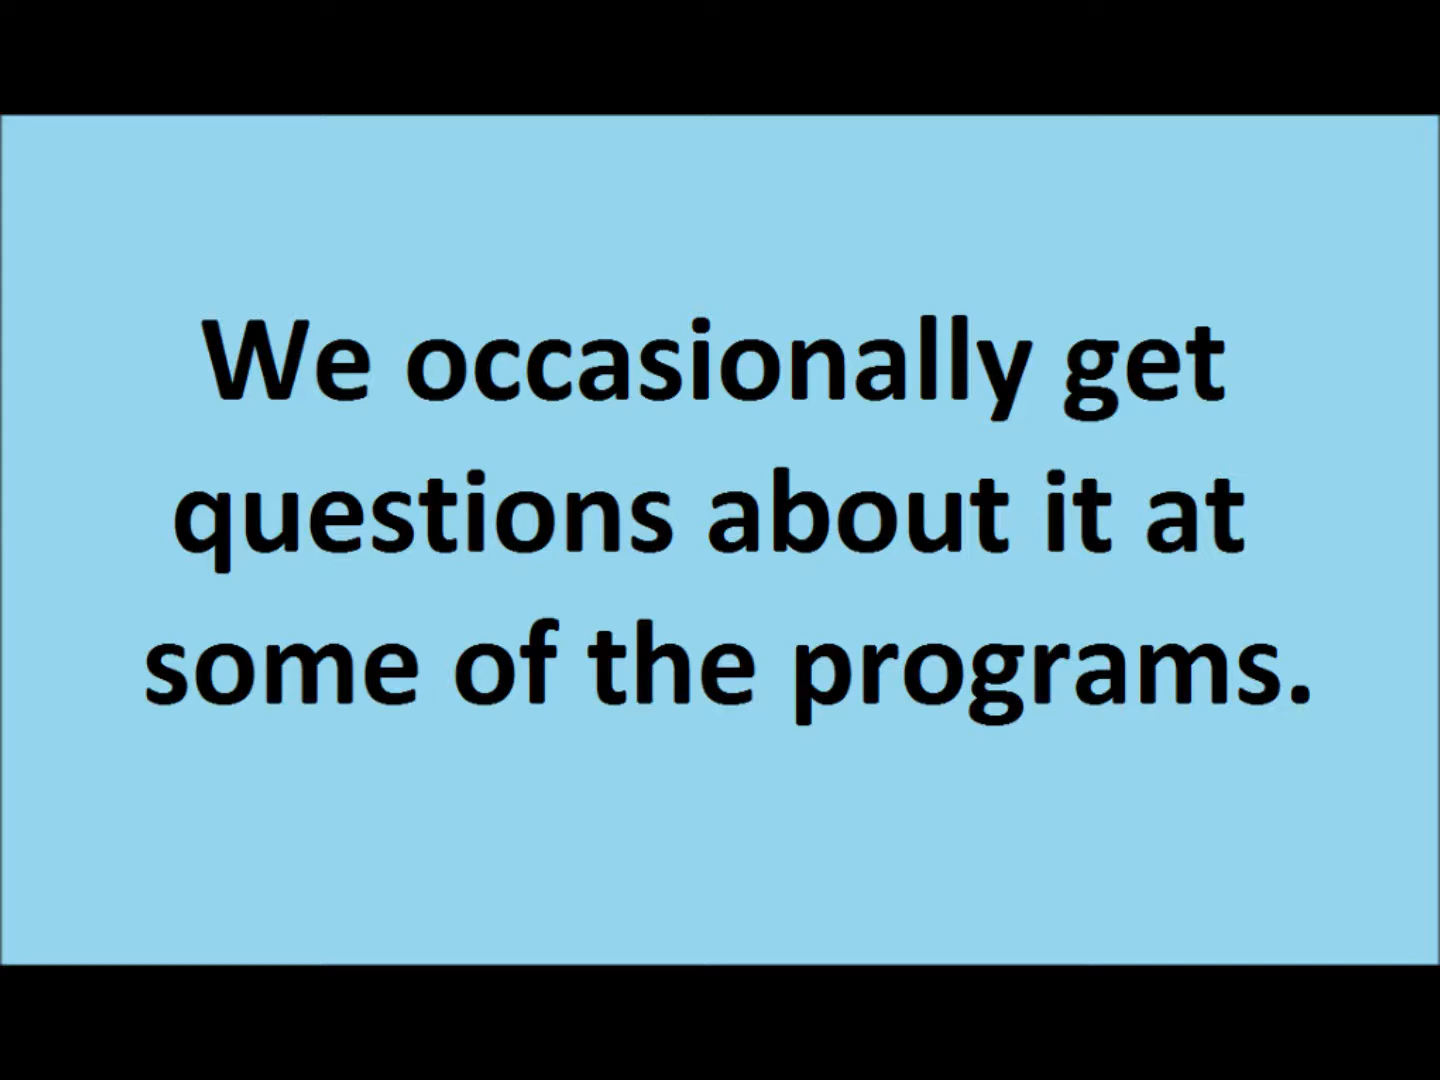 We occasionally get
questions about it at
some of the programs.